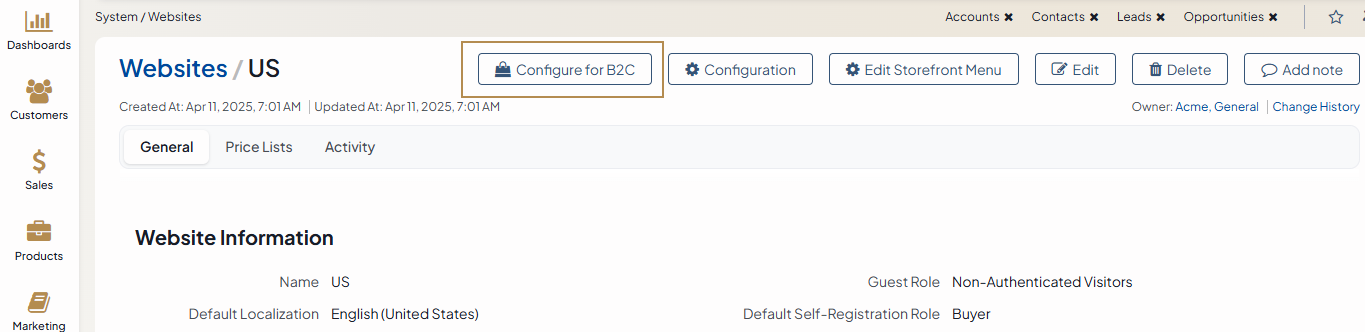 System / Websites
Accounts ✖ Contacts ✖ Leads ✖ Opportunities ✖
Dashboards
Customers
Sales
Products
Marketing
Websites / US
Configure for B2C
Configuration
Edit Storefront Menu
Edit
Delete
Add note
Created At: Apr 11, 2025, 7:01 AM Updated At: Apr 11, 2025, 7:01 AM
Owner: Acme, General Change History
General Price Lists Activity
Website Information
Name US
Guest Role Non-Authenticated Visitors
Default Localization English (United States)
Default Self-Registration Role Buyer